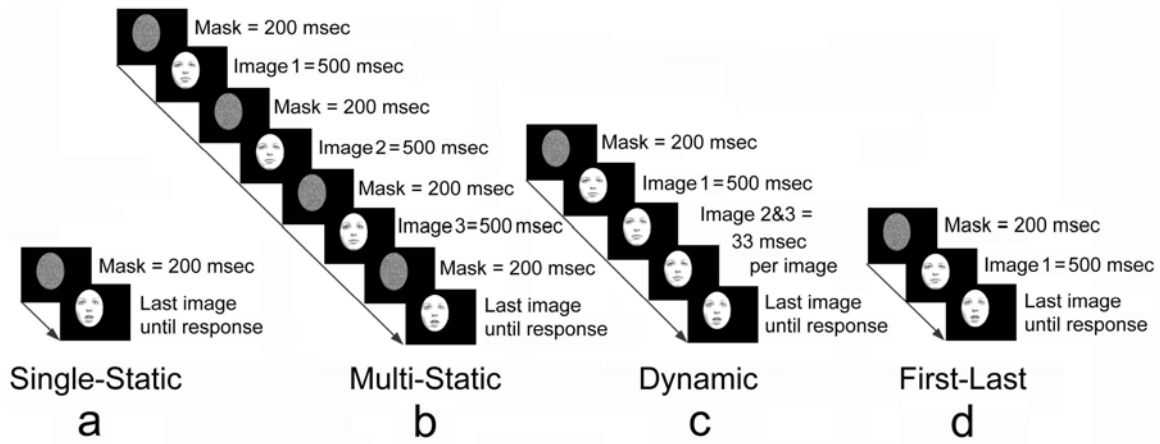 Mask = 200 msec
Image 1 = 500 msec
Mask = 200 msec
Image 2 = 500 msec
Mask = 200 msec
Image 3 = 500 msec
Mask = 200 msec
Last image
until response
Mask = 200 msec
Last image
until response
Mask = 200 msec
Image 1 = 500 msec
Image 2&3 =
33 msec
per image
Last image
until response
Mask = 200 msec
Image 1 = 500 msec
Last image
until response
Single-Static
Multi-Static
Dynamic
First-Last
a
b
c
d